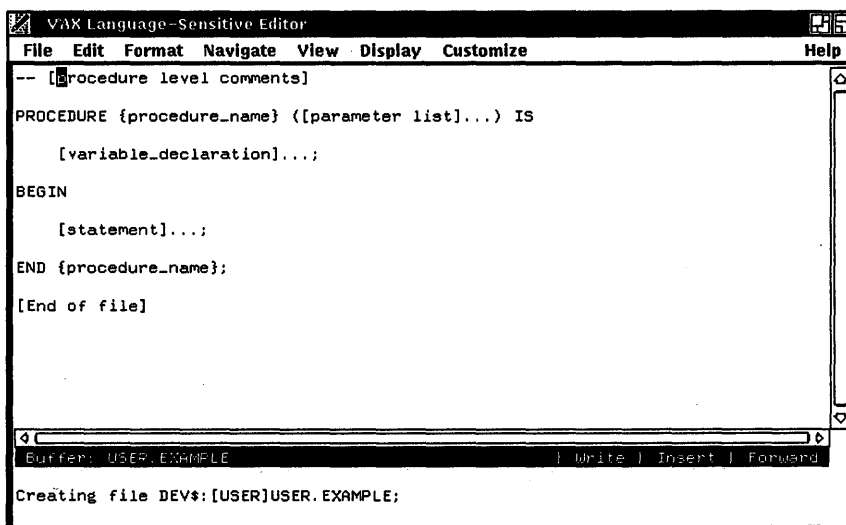 VAX Language-Sensitive Editor
File Edit Format Navigate View Display Customize Help
-- [procedure level comments]
PROCEDURE {procedure_name} ([parameter list]...) IS
[variable_declaration]...;
BEGIN
[statement]...;
END {procedure_name};
[End of file]
Buffer: USER.EXAMPLE | Write | Insert | Forward
Creating file DEV$:[USER]USER.EXAMPLE;